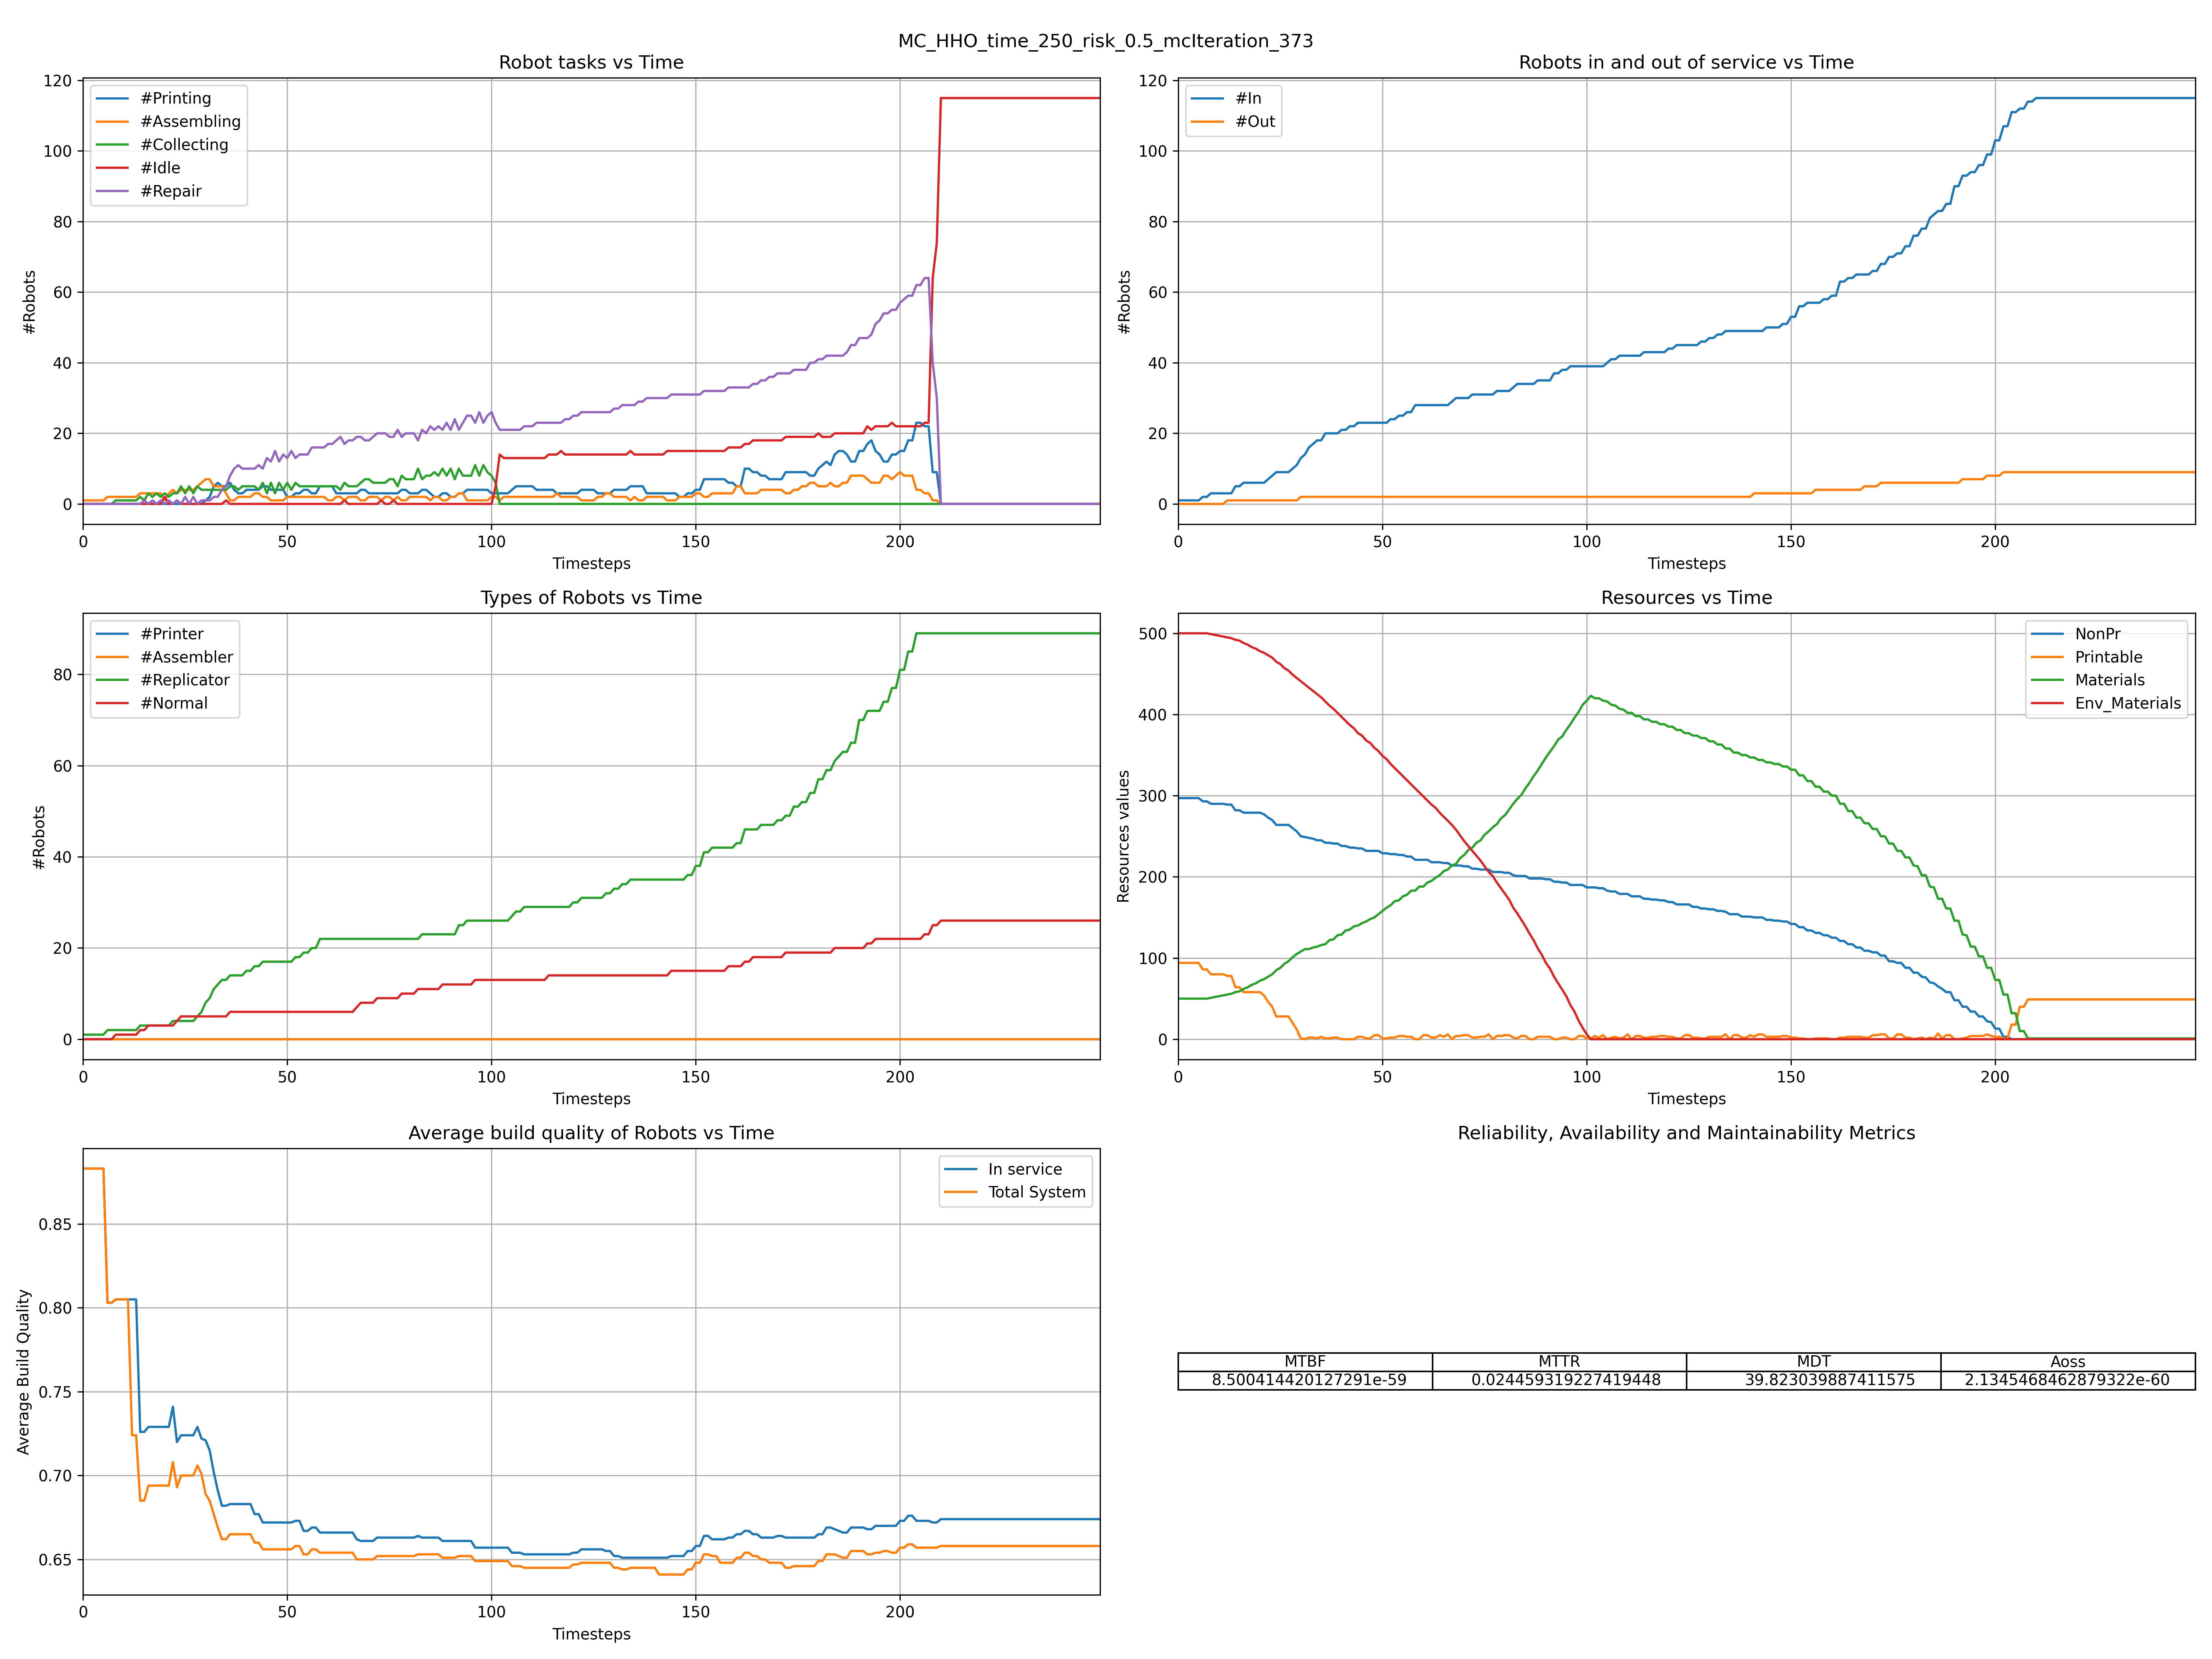 MC_HHO_time_250_risk_0.5_mcIteration_373
Robot tasks vs Time
#Robots
120
100
80
60
40
20
0
0 50 100 150 200
Timesteps
#Printing
#Assembling
#Collecting
#Idle
#Repair
Robots in and out of service vs Time
#Robots
120
100
80
60
40
20
0
0 50 100 150 200
Timesteps
#In
#Out
Types of Robots vs Time
#Robots
80
60
40
20
0
0 50 100 150 200
Timesteps
#Printer
#Assembler
#Replicator
#Normal
Resources vs Time
Resources values
500
400
300
200
100
0
0 50 100 150 200
Timesteps
NonPr
Printable
Materials
Env_Materials
Average build quality of Robots vs Time
Average Build Quality
0.85
0.80
0.75
0.70
0.65
0 50 100 150 200
Timesteps
In service
Total System
Reliability, Availability and Maintainability Metrics
MTBF MTTR MDT Aoss
8.500414420127291e-59 0.024459319227419448 39.823039887411575 2.1345468462879322e-60